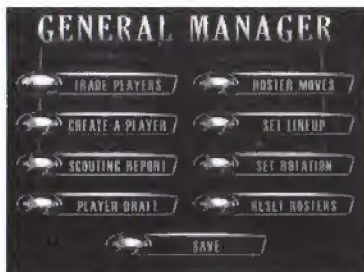 GENERAL MANAGER
TRADE PLAYERS
ROSTER MOVES
CREATE-A-PLAYER
SET LINEUP
SCOUTING REPORT
SET ROTATION
PLAYER DRAFT
RESET ROSTERS
SAVE